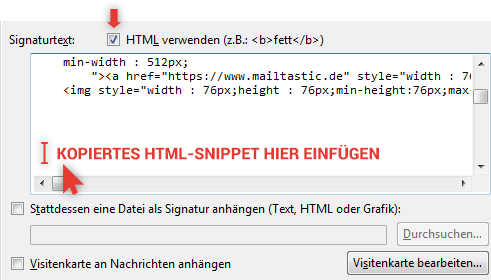 Signaturtext: HTML verwenden (z.B.: <b>fett</b>)
min-width : 512px;
"><a href="https://www.mailtastic.de" style="width : 76
<img style="width : 76px;height : 76px;min-height:76px;max-
KOPIERTES HTML-SNIPPET HIER EINFÜGEN
Stattdessen eine Datei als Signatur anhängen (Text, HTML oder Grafik):
Durchsuchen...
Visitenkarte an Nachrichten anhängen Visitenkarte bearbeiten...